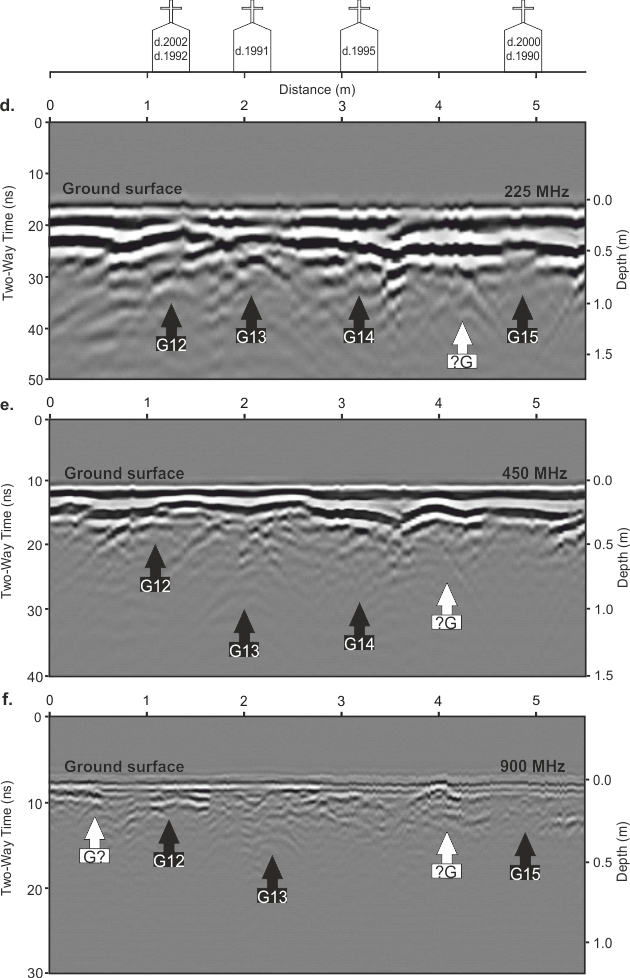 d.2002
d.1992
d.1991
d.1995
d.2000
d.1990
Distance (m)
d.
0 1 2 3 4 5
Two-Way Time (ns)
0
10
20
30
40
50
Ground surface
225 MHz
0.0
0.5
1.0
1.5
Depth (m)
G12
G13
G14
?G
G15
e.
0 1 2 3 4 5
Two-Way Time (ns)
0
10
20
30
40
Ground surface
450 MHz
0.0
0.5
1.0
1.5
Depth (m)
G12
G13
G14
?G
f.
0 1 2 3 4 5
Two-Way Time (ns)
0
10
20
30
Ground surface
900 MHz
0.0
0.5
1.0
Depth (m)
G?
G12
G13
?G
G15